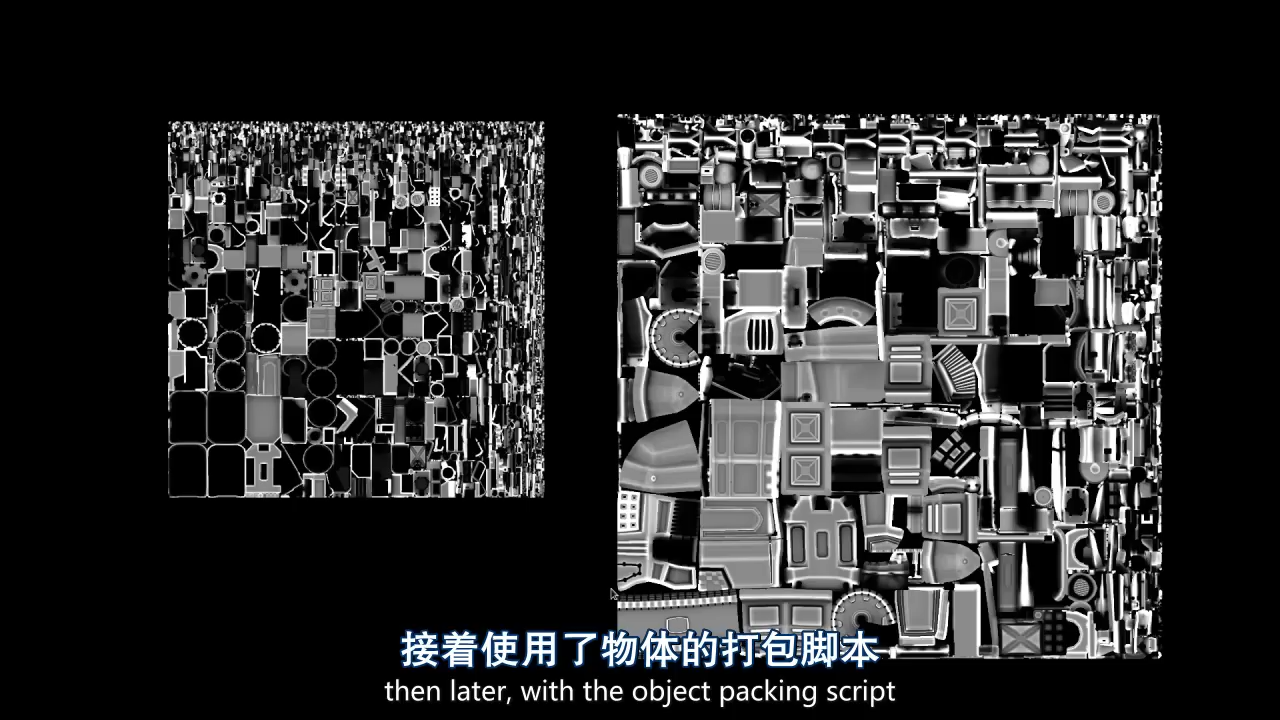 接着使用了物体的打包脚本
then later, with the object packing script